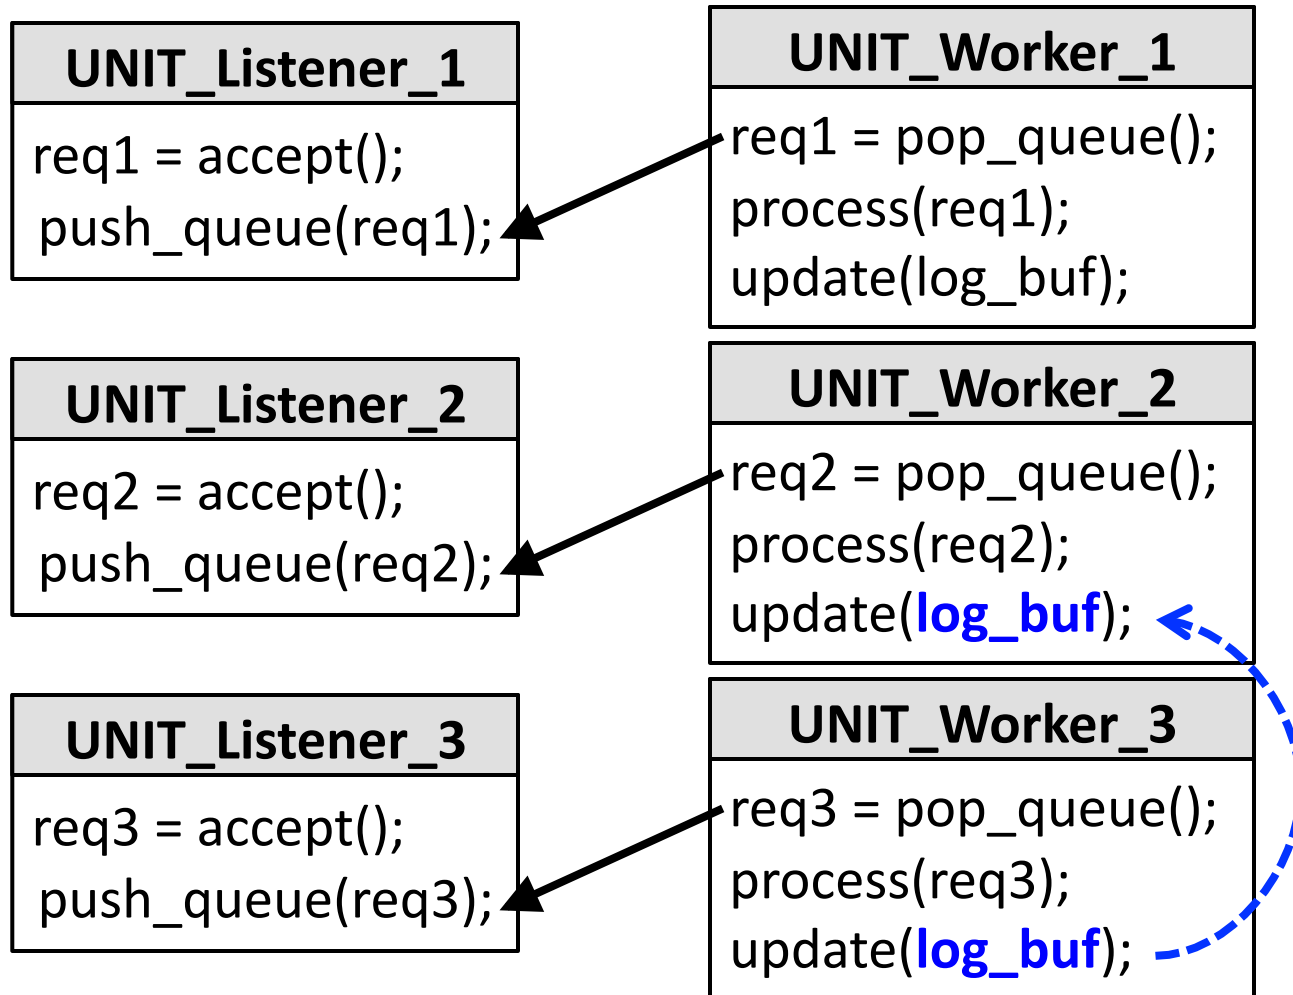 UNIT_Listener_1
req1 = accept();
push_queue(req1);
UNIT_Worker_1
req1 = pop_queue();
process(req1);
update(log_buf);
UNIT_Listener_2
req2 = accept();
push_queue(req2);
UNIT_Worker_2
req2 = pop_queue();
process(req2);
update(log_buf);
UNIT_Listener_3
req3 = accept();
push_queue(req3);
UNIT_Worker_3
req3 = pop_queue();
process(req3);
update(log_buf);